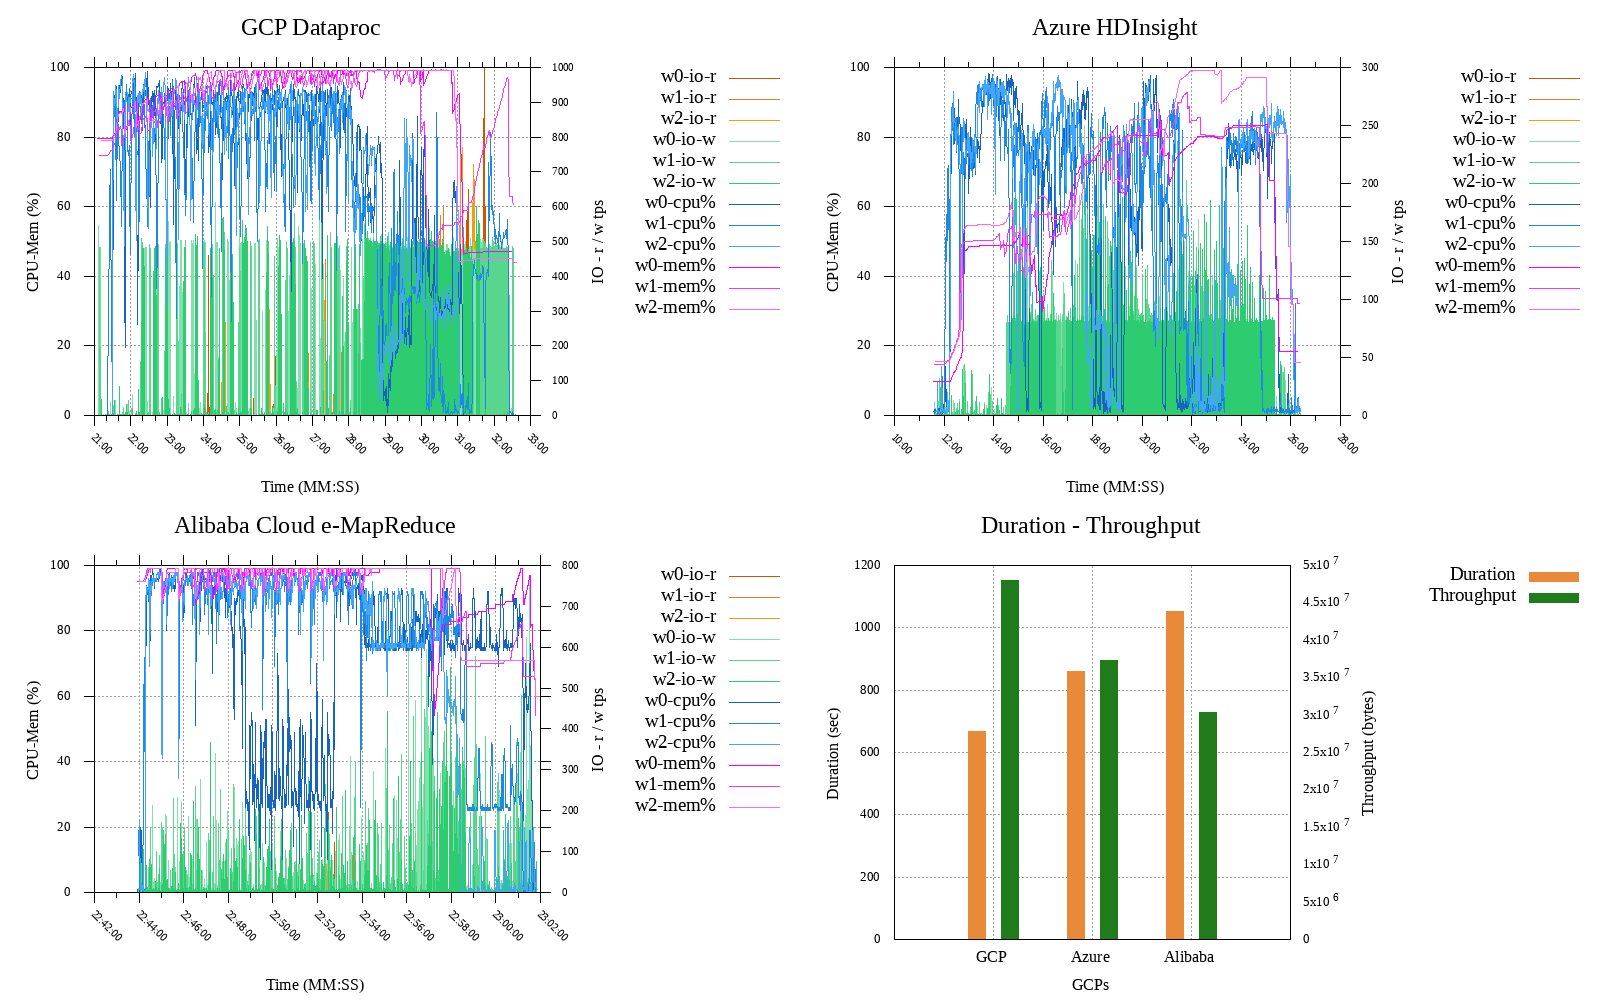 GCP Dataproc
100
80
60
40
20
0
CPU-Mem (%)
1000
900
800
700
600
500
400
300
200
100
0
IO - r / w tps
21:00
22:00
23:00
24:00
25:00
26:00
27:00
28:00
29:00
30:00
31:00
32:00
33:00
Time (MM:SS)
w0-io-r
w1-io-r
w2-io-r
w0-io-w
w1-io-w
w2-io-w
w0-cpu%
w1-cpu%
w2-cpu%
w0-mem%
w1-mem%
w2-mem%
Azure HDInsight
100
80
60
40
20
0
CPU-Mem (%)
300
250
200
150
100
50
0
IO - r / w tps
10:00
12:00
14:00
16:00
18:00
20:00
22:00
24:00
26:00
28:00
Time (MM:SS)
w0-io-r
w1-io-r
w2-io-r
w0-io-w
w1-io-w
w2-io-w
w0-cpu%
w1-cpu%
w2-cpu%
w0-mem%
w1-mem%
w2-mem%
Alibaba Cloud e-MapReduce
100
80
60
40
20
0
CPU-Mem (%)
800
700
600
500
400
300
200
100
0
IO - r / w tps
22:42:00
22:44:00
22:46:00
22:48:00
22:50:00
22:52:00
22:54:00
22:56:00
22:58:00
23:00:00
23:02:00
Time (MM:SS)
w0-io-r
w1-io-r
w2-io-r
w0-io-w
w1-io-w
w2-io-w
w0-cpu%
w1-cpu%
w2-cpu%
w0-mem%
w1-mem%
w2-mem%
Duration - Throughput
1200
1000
800
600
400
200
0
Duration (sec)
5x10 7
4.5x10 7
4x10 7
3.5x10 7
3x10 7
2.5x10 7
2x10 7
1.5x10 7
1x10 7
5x10 6
0
Throughput (bytes)
GCP
Azure
Alibaba
GCPs
Duration
Throughput